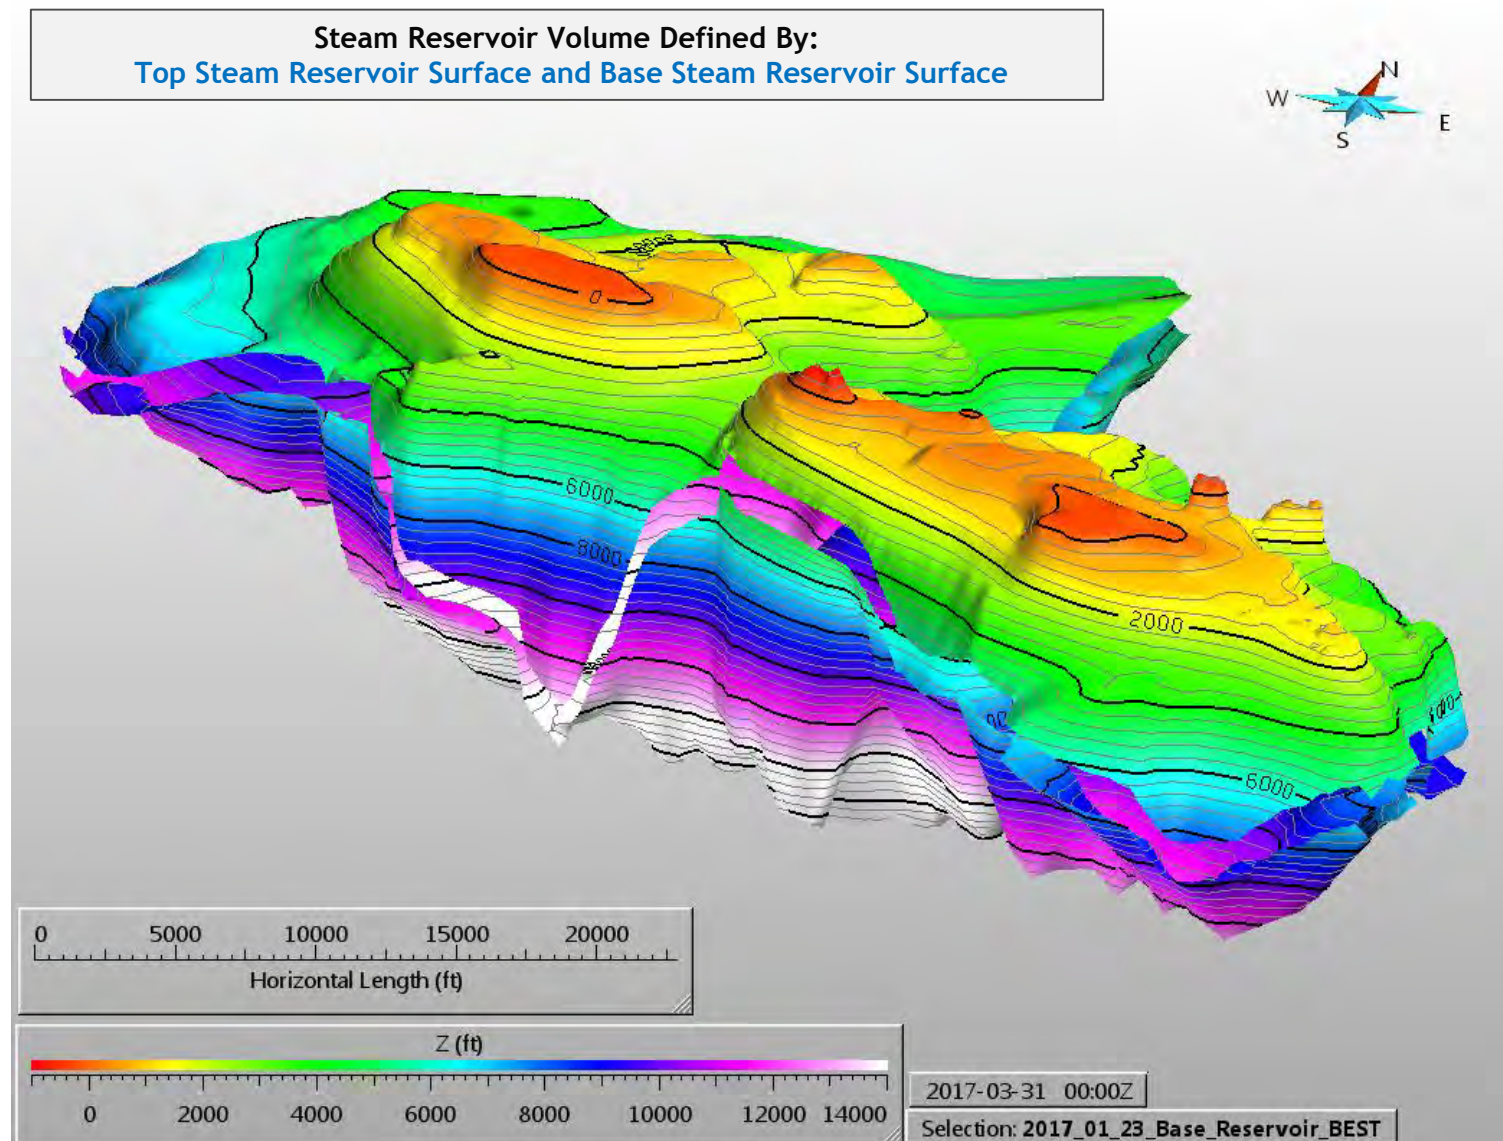 Steam Reservoir Volume Defined By:
Top Steam Reservoir Surface and Base Steam Reservoir Surface
N
W
E
S
0
6000
8000
2000
6000
0 5000 10000 15000 20000
Horizontal Length (ft)
Z (ft)
0 2000 4000 6000 8000 10000 12000 14000
2017-03-31 00:00Z
Selection: 2017_01_23_Base_Reservoir_BEST